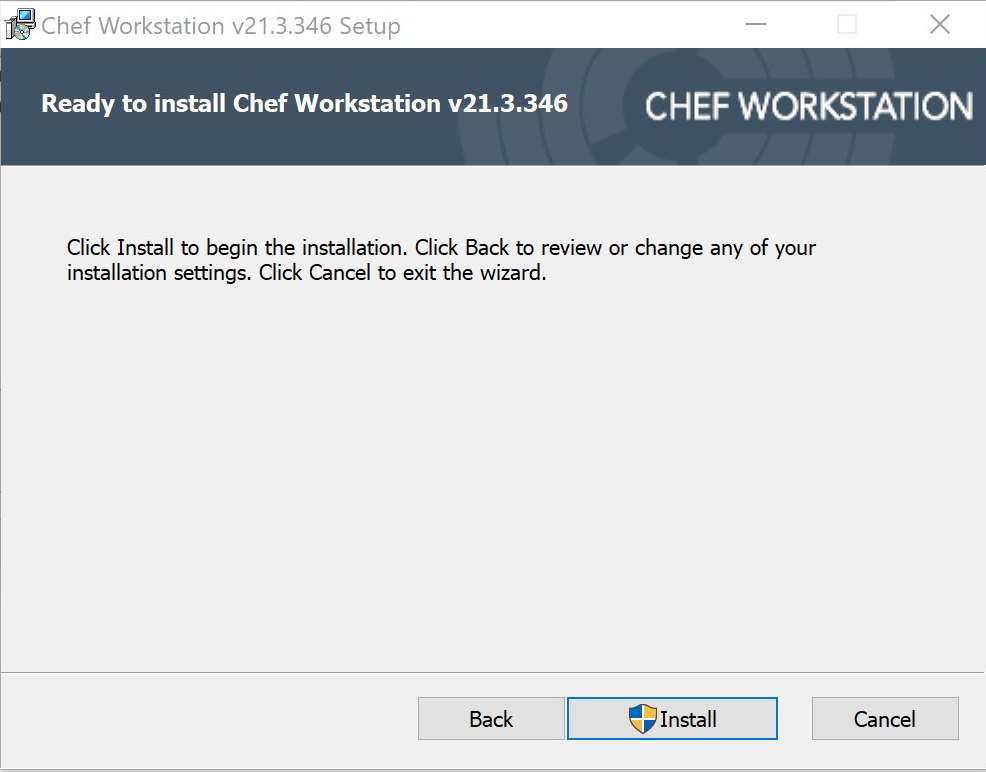 Chef Workstation v21.3.346 Setup
Ready to install Chef Workstation v21.3.346
CHEF WORKSTATION
Click Install to begin the installation. Click Back to review or change any of your
installation settings. Click Cancel to exit the wizard.
Back
Install
Cancel